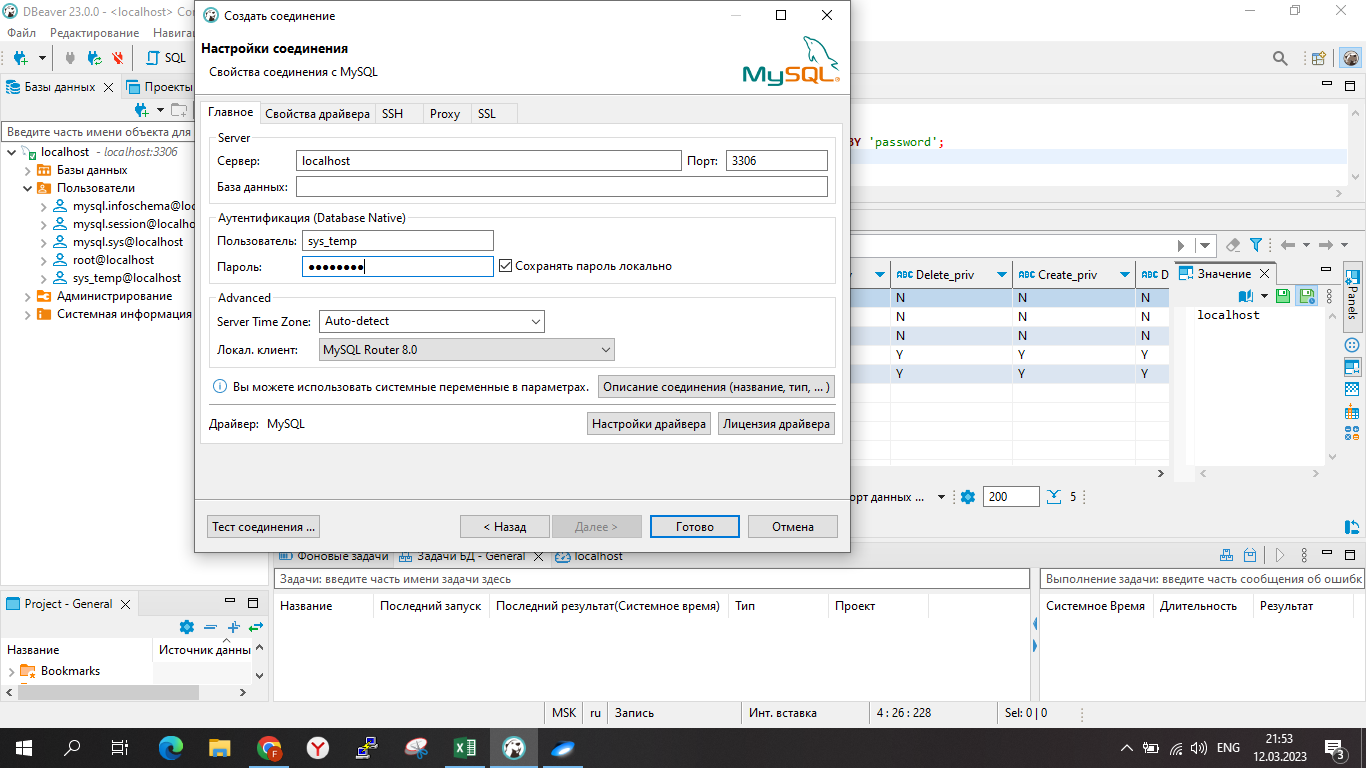 DBeaver 23.0.0 - <localhost> Con
Файл Редактирование Навига
SQL
Базы данных
Проекты
Введите часть имени объекта для
localhost - localhost:3306
Базы данных
Пользователи
mysql.infoschema@loc
mysql.session@localho
mysql.sys@localhost
root@localhost
sys_temp@localhost
Администрирование
Системная информация
Создать соединение
Настройки соединения
Свойства соединения с MySQL
MySQL
Главное Свойства драйвера SSH Proxy SSL
Server
Сервер: localhost Порт: 3306
База данных:
Аутентификация (Database Native)
Пользователь: sys_temp
Пароль: ●●●●●●●● Сохранять пароль локально
Advanced
Server Time Zone: Auto-detect
Локал. клиент: MySQL Router 8.0
Вы можете использовать системные переменные в параметрах. Описание соединения (название, тип, ... )
Драйвер: MySQL Настройки драйвера Лицензия драйвера
Тест соединения ... < Назад Далее > Готово Отмена
BY 'password';
ABC Delete_priv ABC Create_priv ABC D
N N N
N N N
N N N
Y Y Y
Y Y Y
Значение
localhost
Panels
орт данных ... 200 5
Фоновые задачи Задачи БД - General localhost
Задачи: введите часть имени задачи здесь
Название Последний запуск Последний результат(Системное время) Тип Проект
Выполнение задачи: введите часть сообщения об ошибк
Системное Время Длительность Результат
Project - General
Название Источник данны
Bookmarks
MSK ru Запись Инт. вставка 4 : 26 : 228 Sel: 0 | 0
ENG
21:53
12.03.2023
3